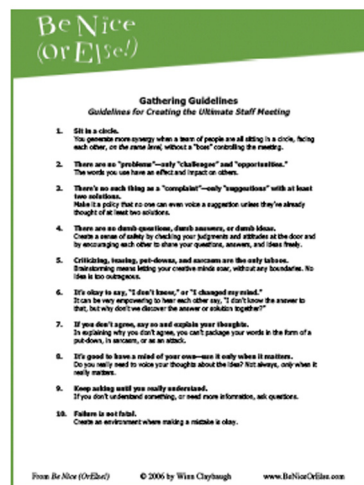 Be Nice
(Or Else!)
Gathering Guidelines
Guidelines for Creating the Ultimate Staff Meeting
1. Sit in a circle.
You generate more synergy when a team of people are all sitting in a circle, facing
each other, on the same level, without a "boss" controlling the meeting.
2. There are no "problems"—only "challenges" and "opportunities."
The words you use have an effect and impact on others.
3. There's no such thing as a "complaint"—only "suggestions" with at least
two solutions.
Make it a policy that no one can even voice a suggestion unless they've already
thought of at least two solutions.
4. There are no dumb questions, dumb answers, or dumb ideas.
Create a sense of safety by checking your judgments and attitudes at the door and
by encouraging each other to share your questions, answers, and ideas freely.
5. Criticizing, teasing, put-downs, and sarcasm are the only taboos.
Brainstorming means letting your creative minds soar, without any boundaries. No
idea is too outrageous.
6. It's okay to say, "I don't know," or "I changed my mind."
It can be very empowering to hear each other say, "I don't know the answer to
that, but why don't we discover the answer or solution together?"
7. If you don't agree, say so and explain your thoughts.
In explaining why you don't agree, you can't package your words in the form of a
put-down, in sarcasm, or as an attack.
8. It's good to have a mind of your own—use it only when it matters.
Do you really need to voice your thoughts about the idea? Not always, only when it
really matters.
9. Keep asking until you really understand.
If you don't understand something, or need more information, ask questions.
10. Failure is not fatal.
Create an environment where making a mistake is okay.
From Be Nice (OrElse!) © 2006 by Winn Claybaugh www.BeNiceOrElse.com